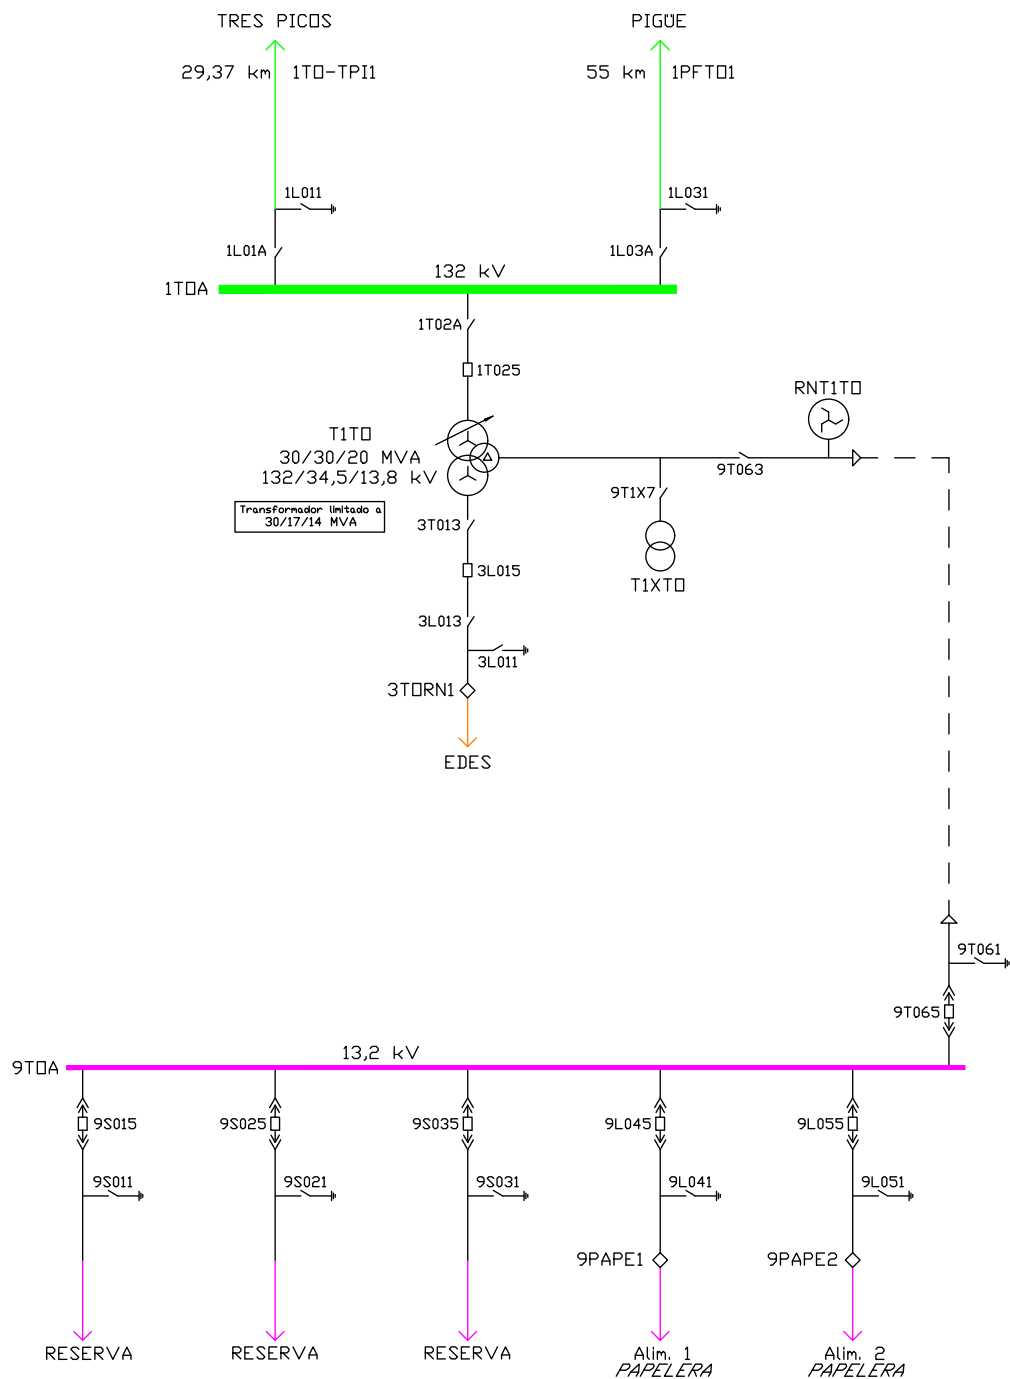 TRES PICOS
PIGÜE
29,37 km 1TO-TPI1
55 km 1PFTO1
1L011
1L031
1L01A
1L03A
132 kV
1TOA
1T02A
1T025
RNT1TO
T1TO
30/30/20 MVA
132/34,5/13,8 kV
9T063
9T1X7
Transformador limitado a
30/17/14 MVA
3T013
3L015
T1XTO
3L013
3L011
3TORN1
EDES
9T061
9T065
13,2 kV
9TOA
9S015
9S025
9S035
9L045
9L055
9S011
9S021
9S031
9L041
9L051
9PAPE1
9PAPE2
RESERVA
RESERVA
RESERVA
Alim. 1
PAPELERA
Alim. 2
PAPELERA